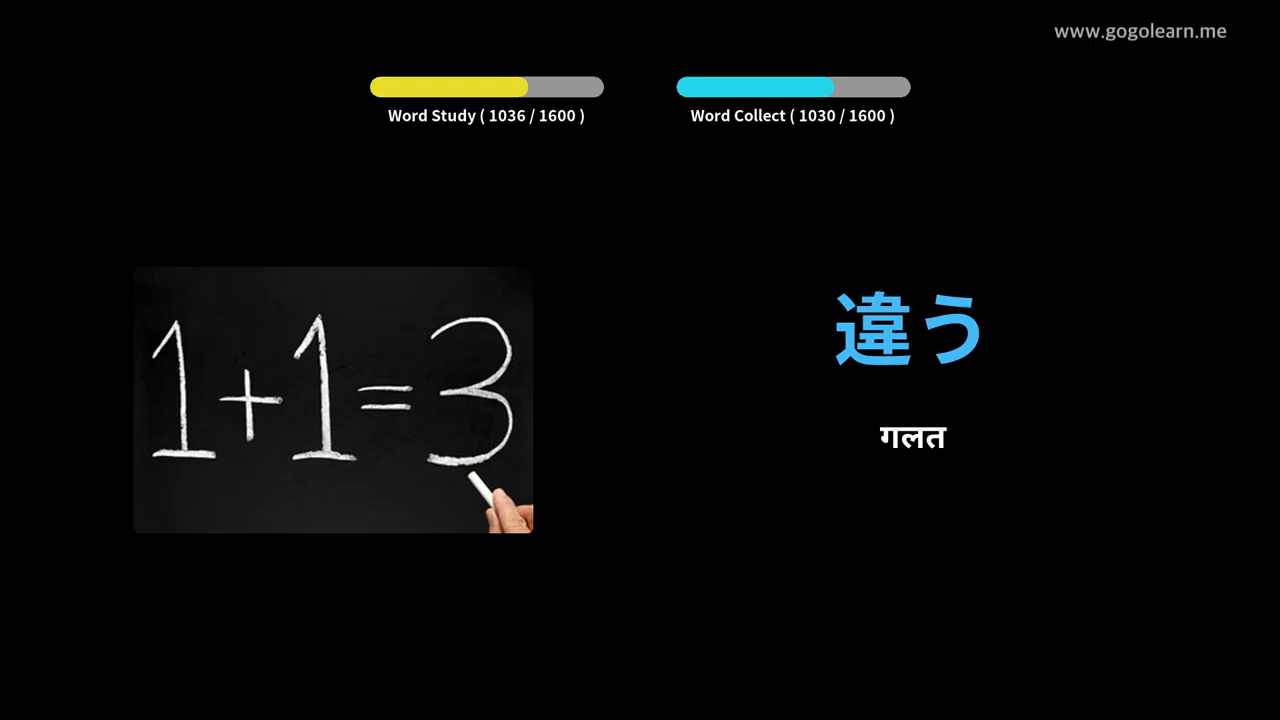 www.gogolearn.me
Word Study ( 1036 / 1600 )
Word Collect ( 1030 / 1600 )
1+1=3
違う
गलत